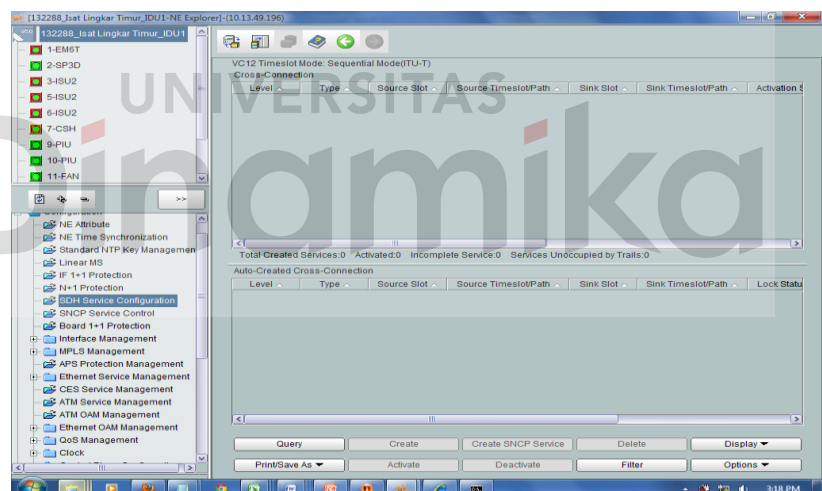 [132288_Isat Lingkar Timur_IDU1-NE Explorer]-(10.13.49.196)
132288_Isat Lingkar Timur_IDU1
1-EM6T
2-SP3D
3-ISU2
5-ISU2
6-ISU2
7-CSH
9-PIU
10-PIU
11-FAN
>>
Configuration
NE Attribute
NE Time Synchronization
Standard NTP Key Managemen
Linear MS
IF 1+1 Protection
N+1 Protection
SDH Service Configuration
SNCP Service Control
Board 1+1 Protection
Interface Management
MPLS Management
APS Protection Management
Ethernet Service Management
CES Service Management
ATM Service Management
ATM OAM Management
Ethernet OAM Management
QoS Management
Clock
VC12 Timeslot Mode: Sequential Mode(ITU-T)
Cross-Connection
Level Type Source Slot Source Timeslot/Path Sink Slot Sink Timeslot/Path Activation S
Total Created Services:0 Activated:0 Incomplete Service:0 Services Unoccupied by Trails:0
Auto-Created Cross-Connection
Level Type Source Slot Source Timeslot/Path Sink Slot Sink Timeslot/Path Lock Statu
Query Create Create SNCP Service Delete Display
Print/Save As Activate Deactivate Filter Options
3:18 PM
UNIVERSITAS
Dinamika